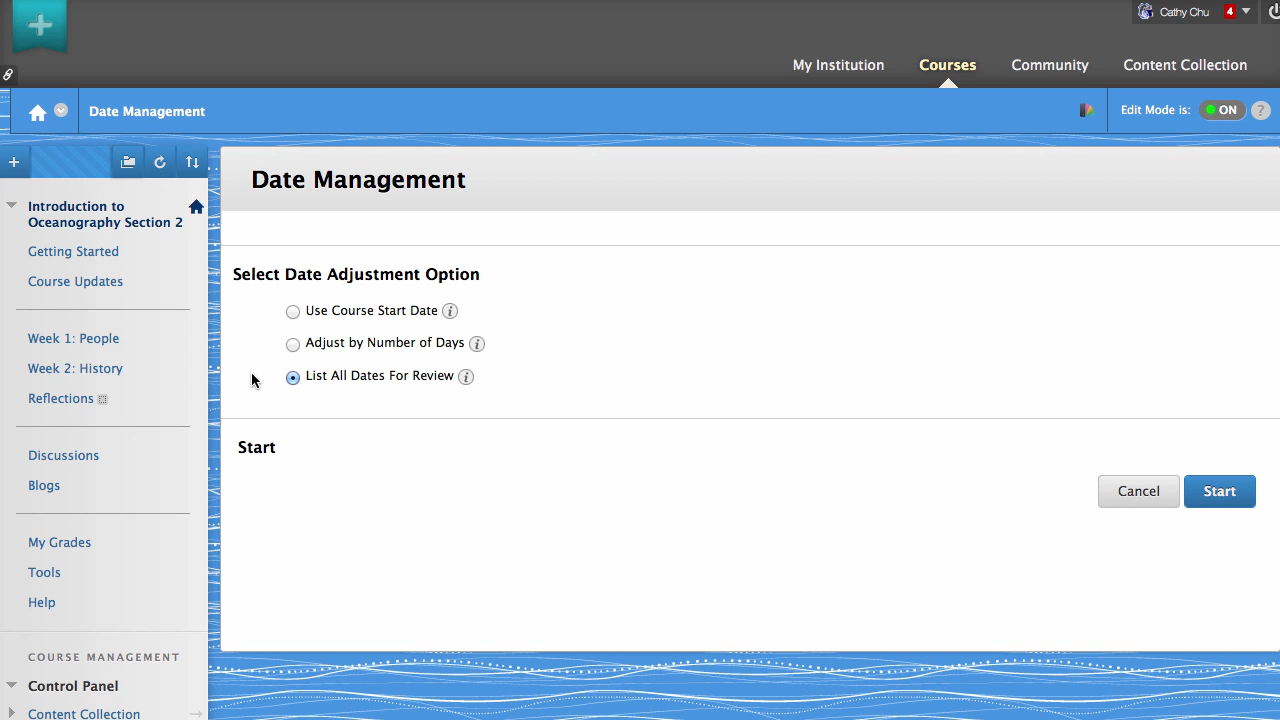 Cathy Chu 4
My Institution Courses Community Content Collection
Date Management Edit Mode is: ON ?
Date Management
Introduction to
Oceanography Section 2
Getting Started
Course Updates
Week 1: People
Week 2: History
Reflections
Discussions
Blogs
My Grades
Tools
Help
COURSE MANAGEMENT
Control Panel
Content Collection
Select Date Adjustment Option
Use Course Start Date i
Adjust by Number of Days i
List All Dates For Review i
Start
Cancel Start